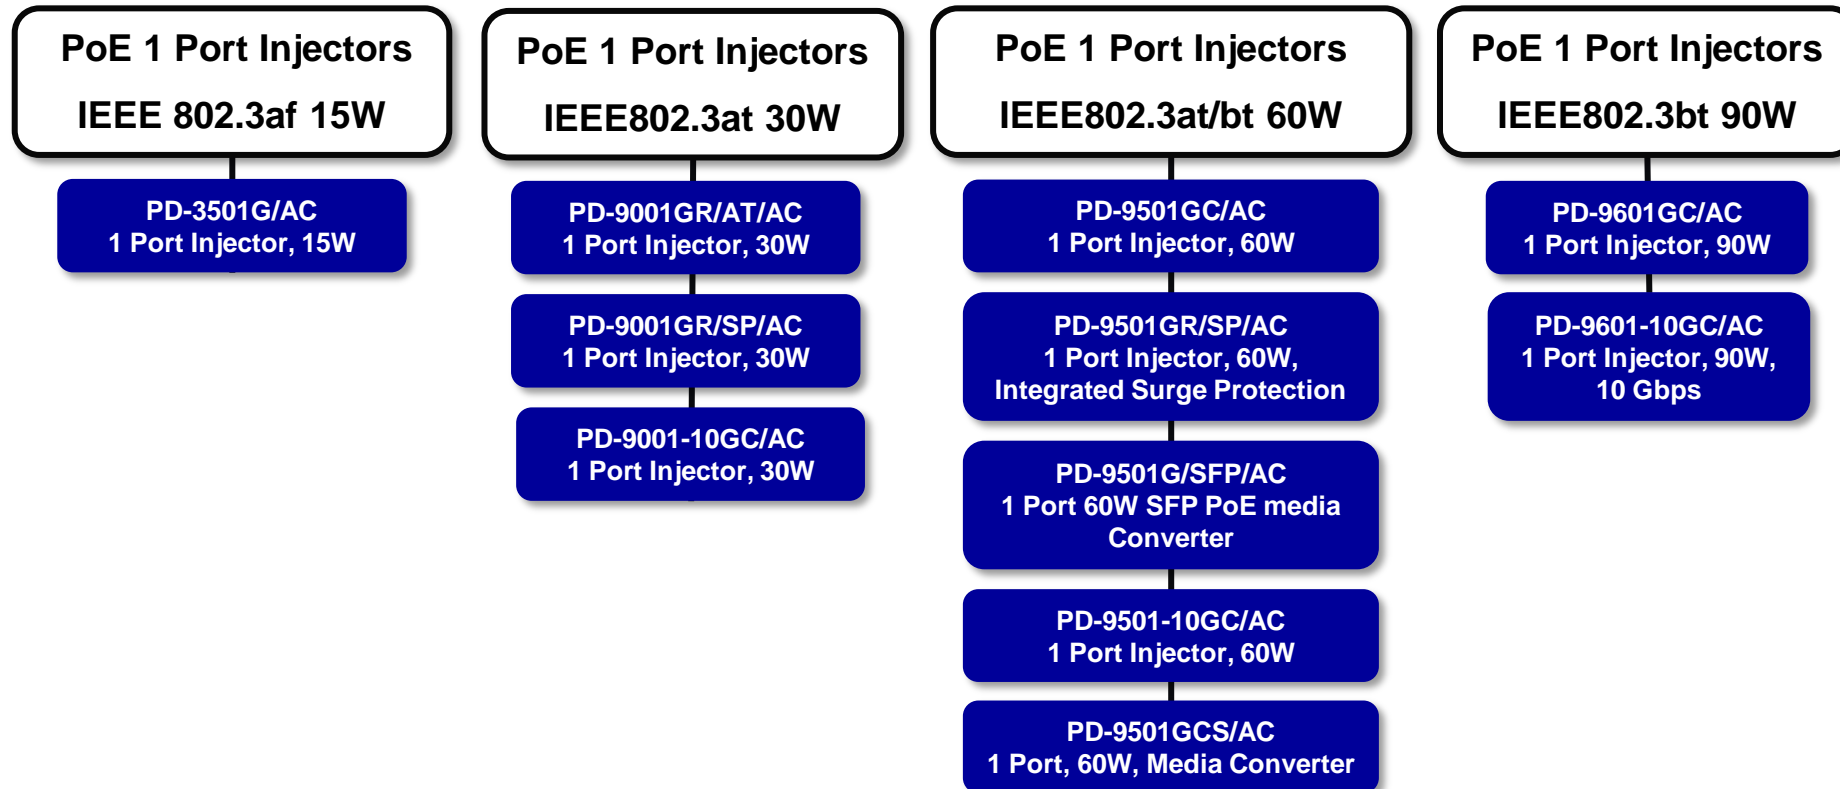 PoE 1 Port Injectors
IEEE 802.3af 15W
PD-3501G/AC
1 Port Injector, 15W
PoE 1 Port Injectors
IEEE802.3at 30W
PD-9001GR/AT/AC
1 Port Injector, 30W
PD-9001GR/SP/AC
1 Port Injector, 30W
PD-9001-10GC/AC
1 Port Injector, 30W
PoE 1 Port Injectors
IEEE802.3at/bt 60W
PD-9501GC/AC
1 Port Injector, 60W
PD-9501GR/SP/AC
1 Port Injector, 60W,
Integrated Surge Protection
PD-9501G/SFP/AC
1 Port 60W SFP PoE media
Converter
PD-9501-10GC/AC
1 Port Injector, 60W
PD-9501GCS/AC
1 Port, 60W, Media Converter
PoE 1 Port Injectors
IEEE802.3bt 90W
PD-9601GC/AC
1 Port Injector, 90W
PD-9601-10GC/AC
1 Port Injector, 90W,
10 Gbps